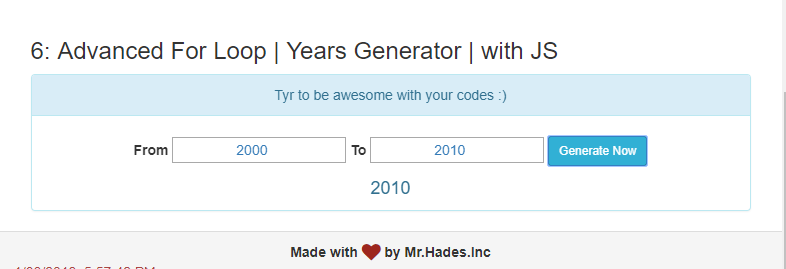 6: Advanced For Loop | Years Generator | with JS
Tyr to be awesome with your codes :)
From 2000 To 2010 Generate Now
2010
Made with by Mr.Hades.Inc